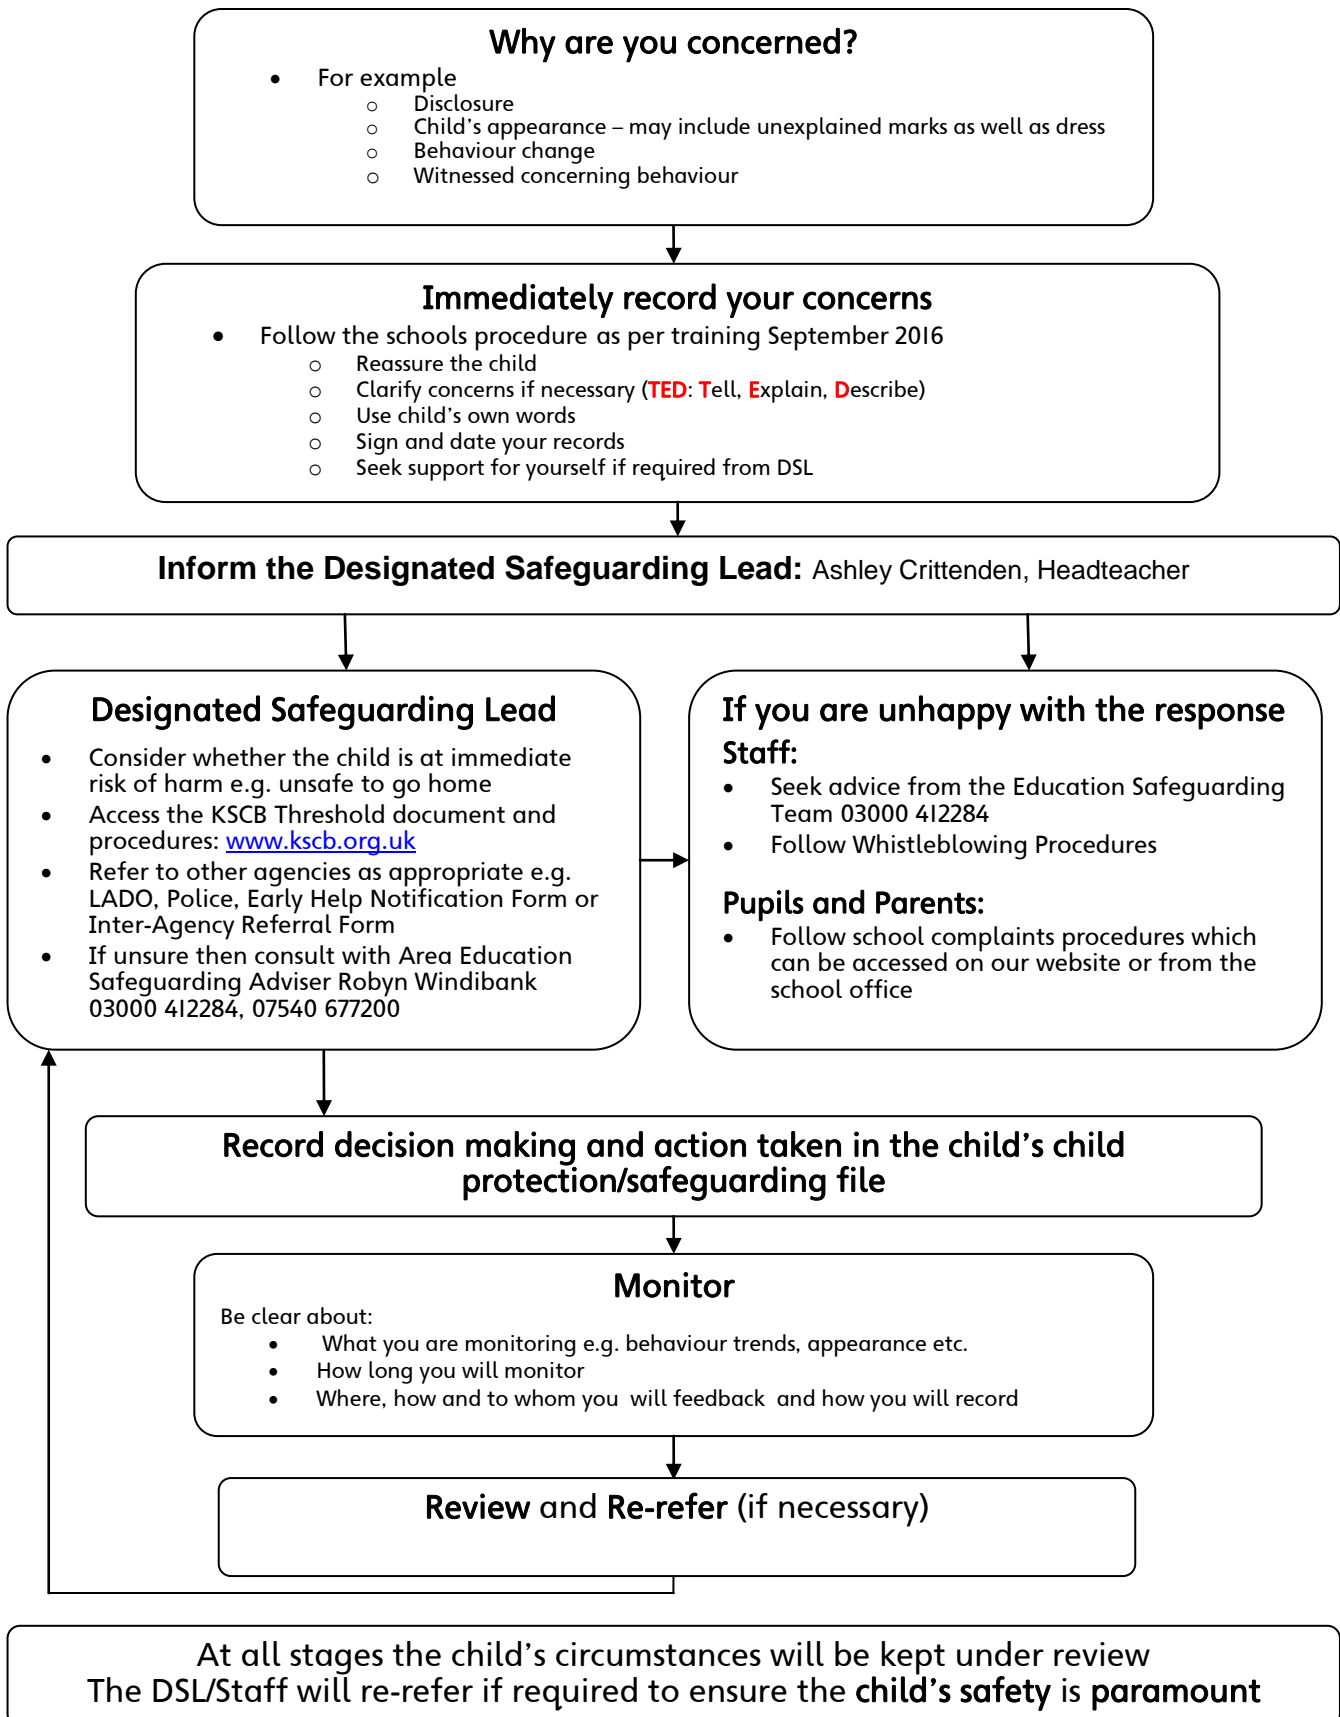 Why are you concerned?
• For example
o Disclosure
o Child's appearance – may include unexplained marks as well as dress
o Behaviour change
o Witnessed concerning behaviour
Immediately record your concerns
• Follow the schools procedure as per training September 2016
o Reassure the child
o Clarify concerns if necessary (TED: Tell, Explain, Describe)
o Use child's own words
o Sign and date your records
o Seek support for yourself if required from DSL
Inform the Designated Safeguarding Lead: Ashley Crittenden, Headteacher
Designated Safeguarding Lead
• Consider whether the child is at immediate
risk of harm e.g. unsafe to go home
• Access the KSCB Threshold document and
procedures: www.kscb.org.uk
• Refer to other agencies as appropriate e.g.
LADO, Police, Early Help Notification Form or
Inter-Agency Referral Form
• If unsure then consult with Area Education
Safeguarding Adviser Robyn Windibank
03000 412284, 07540 677200
If you are unhappy with the response
Staff:
• Seek advice from the Education Safeguarding
Team 03000 412284
• Follow Whistleblowing Procedures
Pupils and Parents:
• Follow school complaints procedures which
can be accessed on our website or from the
school office
Record decision making and action taken in the child's child
protection/safeguarding file
Monitor
Be clear about:
• What you are monitoring e.g. behaviour trends, appearance etc.
• How long you will monitor
• Where, how and to whom you will feedback and how you will record
Review and Re-refer (if necessary)
At all stages the child's circumstances will be kept under review
The DSL/Staff will re-refer if required to ensure the child's safety is paramount